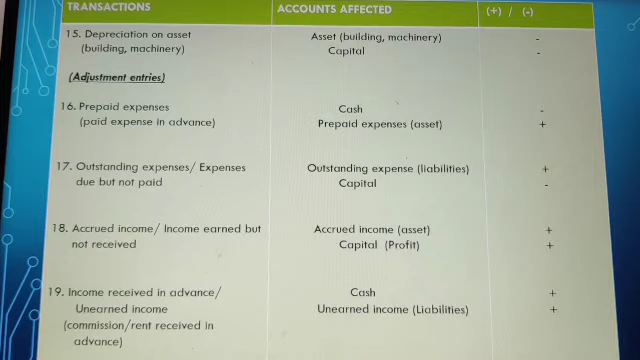 TRANSACTIONS ACCOUNTS AFFECTED (+) / (-)
15. Depreciation on asset Asset (building, machinery) -
(building, machinery) Capital -
(Adjustment entries)
16. Prepaid expenses Cash -
(paid expense in advance) Prepaid expenses (asset) +
17. Outstanding expenses/ Expenses Outstanding expense (liabilities) +
due but not paid Capital -
18. Accrued income/ Income earned but Accrued income (asset) +
not received Capital (Profit) +
19. Income received in advance/ Cash +
Unearned income Unearned income (Liabilities) +
(commission/rent received in
advance)